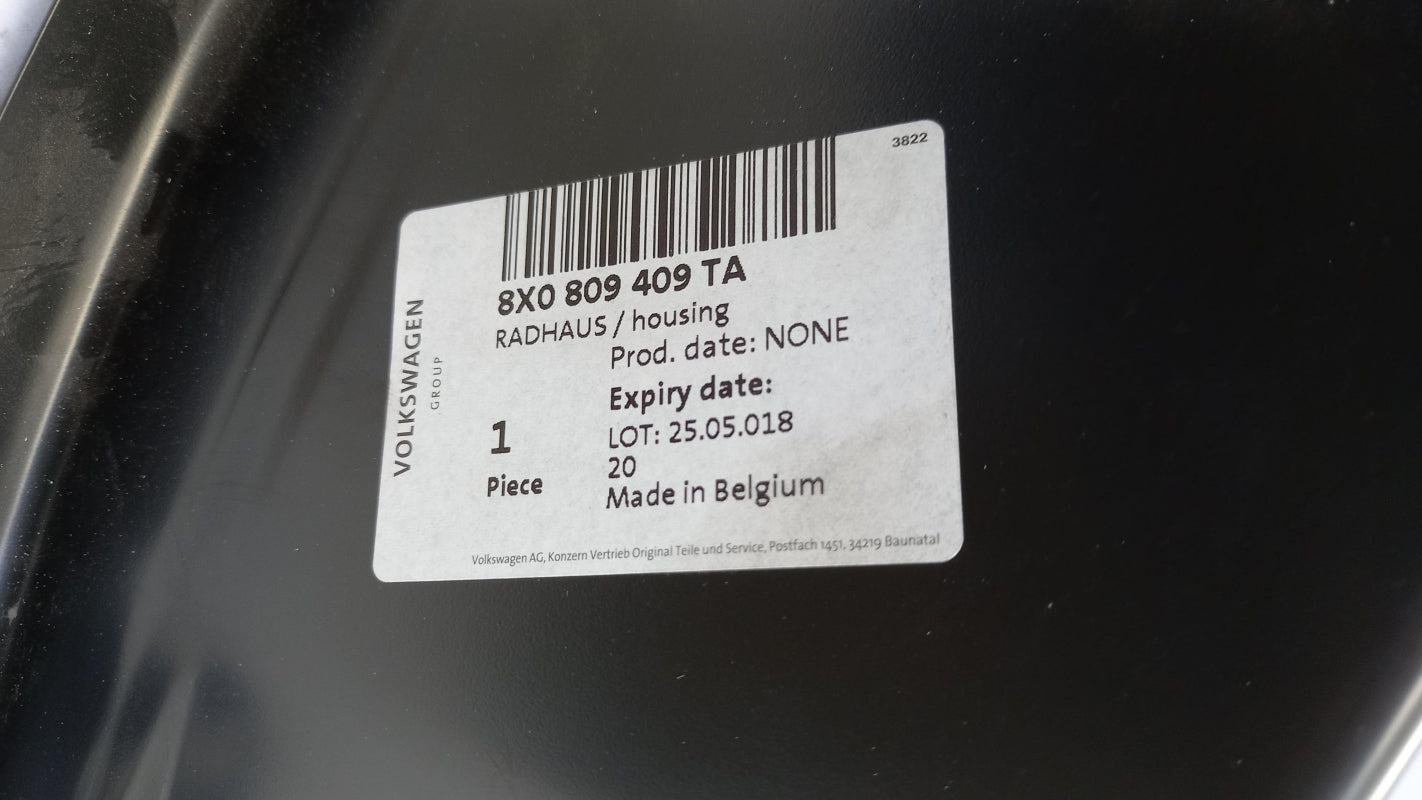 3822
8X0 809 409 TA
RADHAUS / housing
Prod. date: NONE
Expiry date:
LOT: 25.05.018
20
Made in Belgium
1
Piece
VOLKSWAGEN
GROUP
Volkswagen AG, Konzern Vertrieb Original Teile und Service, Postfach 1451, 34219 Baunatal